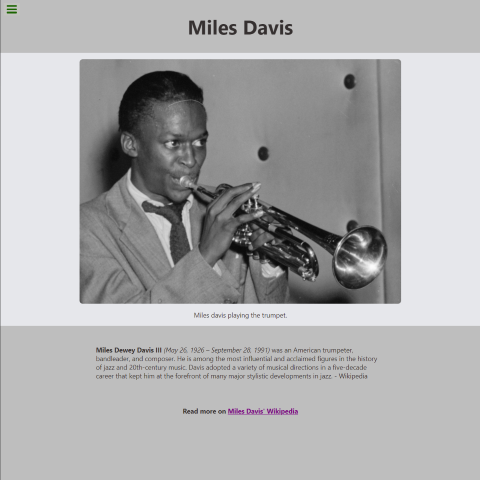 Miles Davis
Miles davis playing the trumpet.
Miles Dewey Davis III (May 26, 1926 – September 28, 1991) was an American trumpeter,
bandleader, and composer. He is among the most influential and acclaimed figures in the history
of jazz and 20th-century music. Davis adopted a variety of musical directions in a five-decade
career that kept him at the forefront of many major stylistic developments in jazz. - Wikipedia
Read more on Miles Davis' Wikipedia